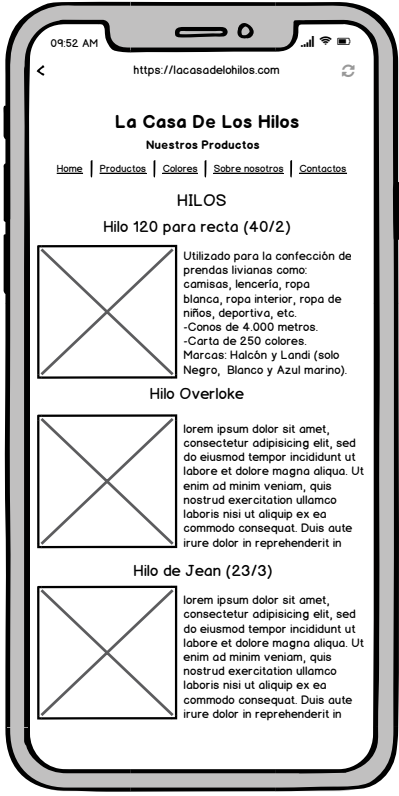 09:52 AM
https://lacasadelohilos.com
La Casa De Los Hilos
Nuestros Productos
Home | Productos | Colores | Sobre nosotros | Contactos
HILOS
Hilo 120 para recta (40/2)
Utilizado para la confección de
prendas livianas como:
camisas, lencería, ropa
blanca, ropa interior, ropa de
niños, deportiva, etc.
-Conos de 4.000 metros.
-Carta de 250 colores.
Marcas: Halcón y Landi (solo
Negro, Blanco y Azul marino).
Hilo Overloke
lorem ipsum dolor sit amet,
consectetur adipisicing elit, sed
do eiusmod tempor incididunt ut
labore et dolore magna aliqua. Ut
enim ad minim veniam, quis
nostrud exercitation ullamco
laboris nisi ut aliquip ex ea
commodo consequat. Duis aute
irure dolor in reprehenderit in
Hilo de Jean (23/3)
lorem ipsum dolor sit amet,
consectetur adipisicing elit, sed
do eiusmod tempor incididunt ut
labore et dolore magna aliqua. Ut
enim ad minim veniam, quis
nostrud exercitation ullamco
laboris nisi ut aliquip ex ea
commodo consequat. Duis aute
irure dolor in reprehenderit in